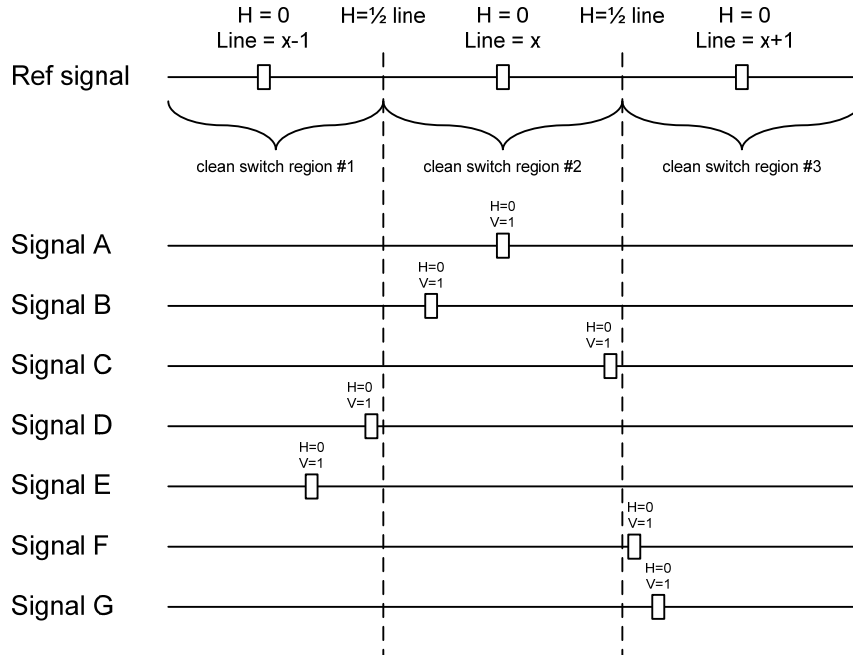 H = 0 H=½ line H = 0 H=½ line H = 0
Line = x-1 Line = x Line = x+1
Ref signal
clean switch region #1 clean switch region #2 clean switch region #3
H=0
V=1
Signal A
H=0
V=1
Signal B
H=0
V=1
Signal C
H=0
V=1
Signal D
H=0
V=1
Signal E
H=0
V=1
Signal F
H=0
V=1
Signal G